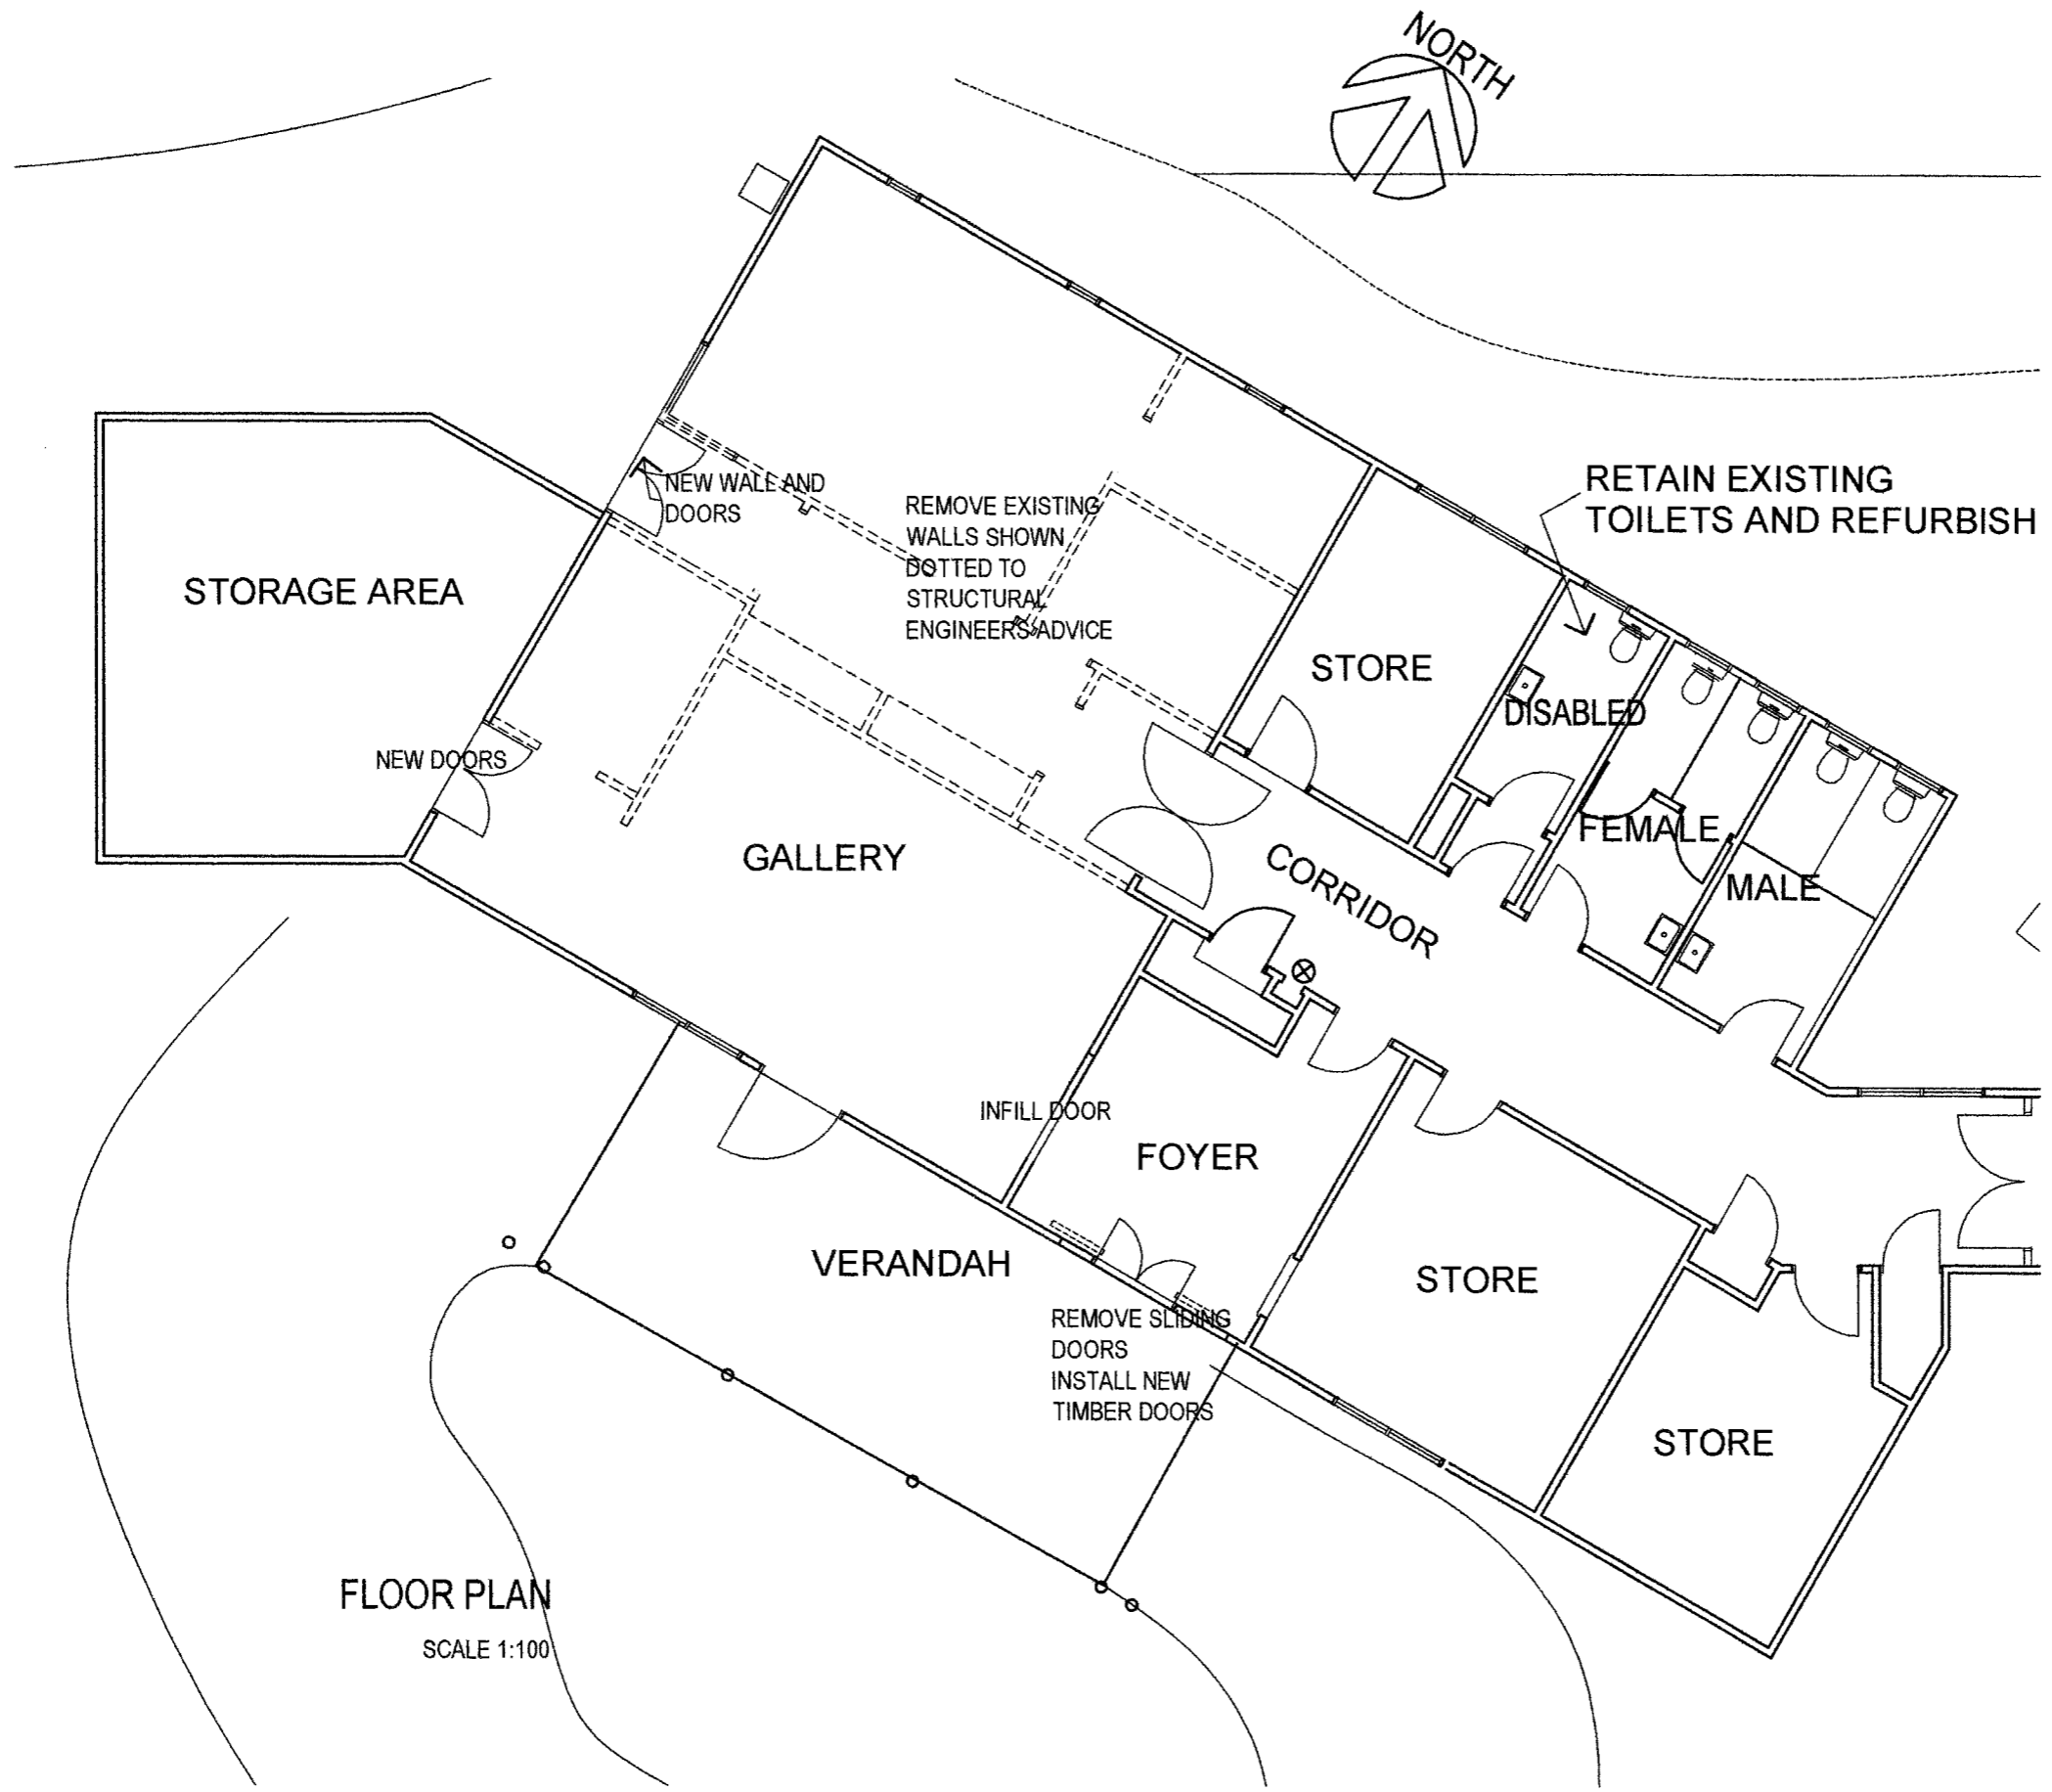 NORTH
RETAIN EXISTING
TOILETS AND REFURBISH
NEW WALL AND
DOORS
REMOVE EXISTING
WALLS SHOWN
DOTTED TO
STRUCTURAL
ENGINEERS ADVICE
STORAGE AREA
STORE
DISABLED
NEW DOORS
FEMALE
GALLERY
CORRIDOR
MALE
INFILL DOOR
FOYER
VERANDAH
STORE
REMOVE SLIDING
DOORS
INSTALL NEW
TIMBER DOORS
STORE
FLOOR PLAN
SCALE 1:100